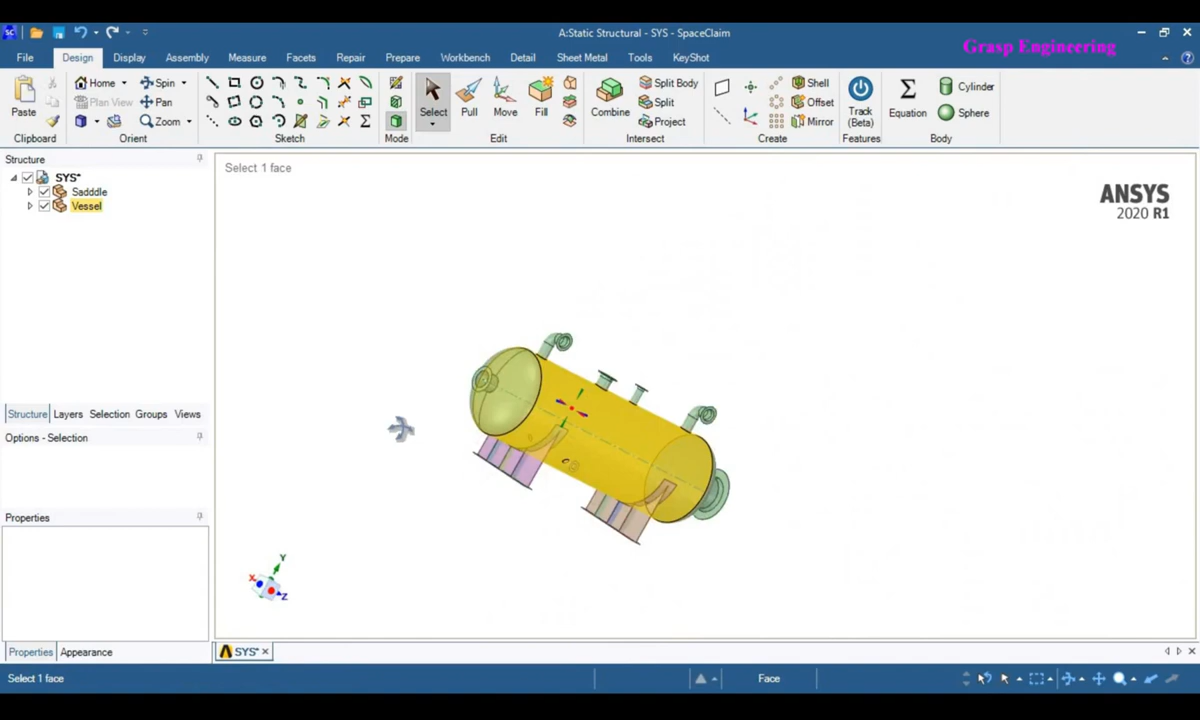 A:Static Structural - SYS - SpaceClaim
Grasp Engineering
File Design Display Assembly Measure Facets Repair Prepare Workbench Detail Sheet Metal Tools KeyShot
Home Spin Shell Cylinder
Split Body
Plan View Pan Split Offset
Paste Select Pull Move Fill Combine Track (Beta) Equation Sphere
Zoom Project Mirror
Clipboard Orient Sketch Mode Edit Intersect Create Features Body
Structure
SYS*
Sadddle
Vessel
Select 1 face
ANSYS
2020 R1
Structure Layers Selection Groups Views
Options - Selection
Properties
Y
X
Z
Properties Appearance
SYS*
Select 1 face
Face